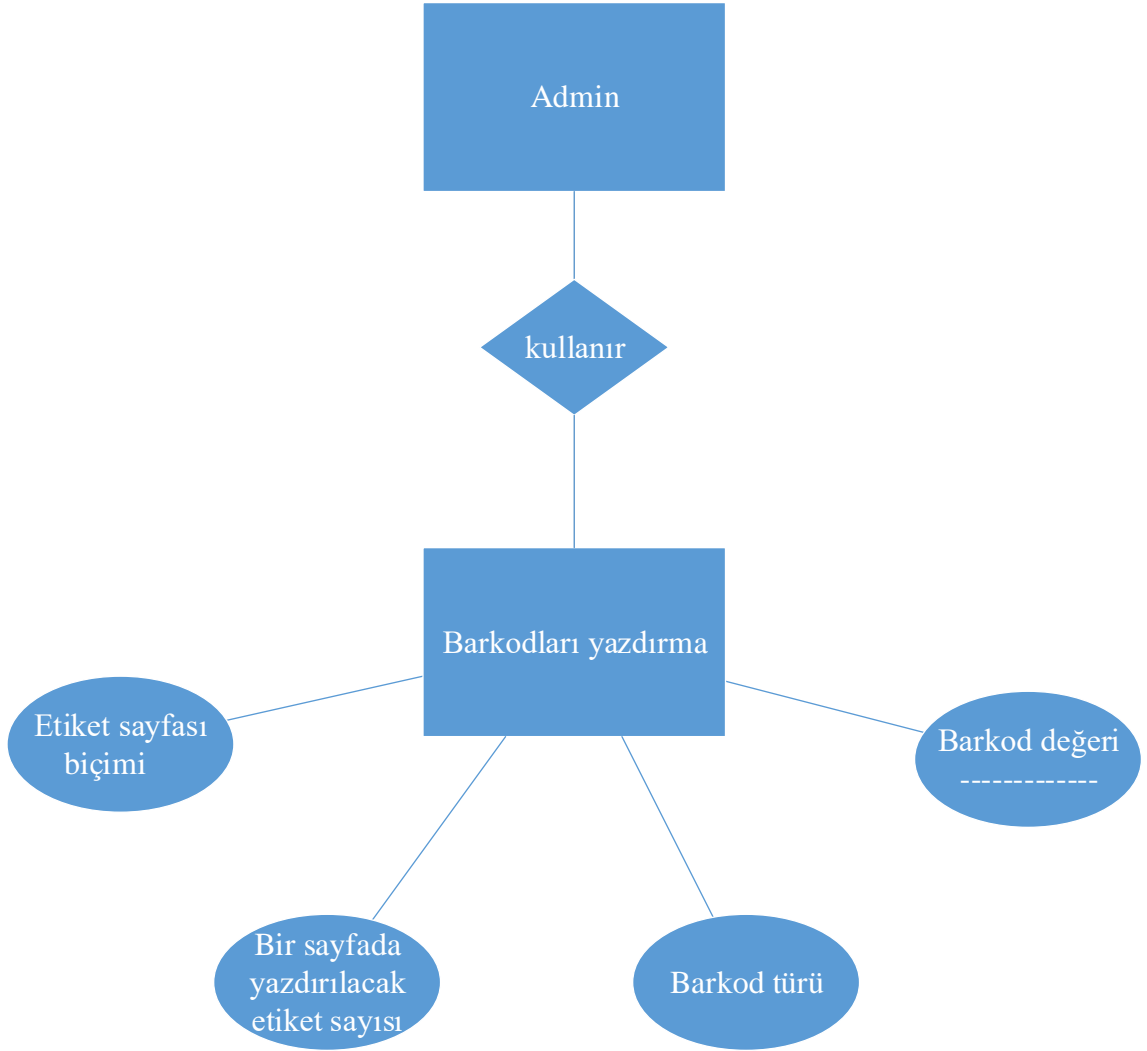 Admin
kullanır
Barkodları yazdırma
Etiket sayfası
biçimi
Barkod değeri
-------------
Bir sayfada
yazdırılacak
etiket sayısı
Barkod türü